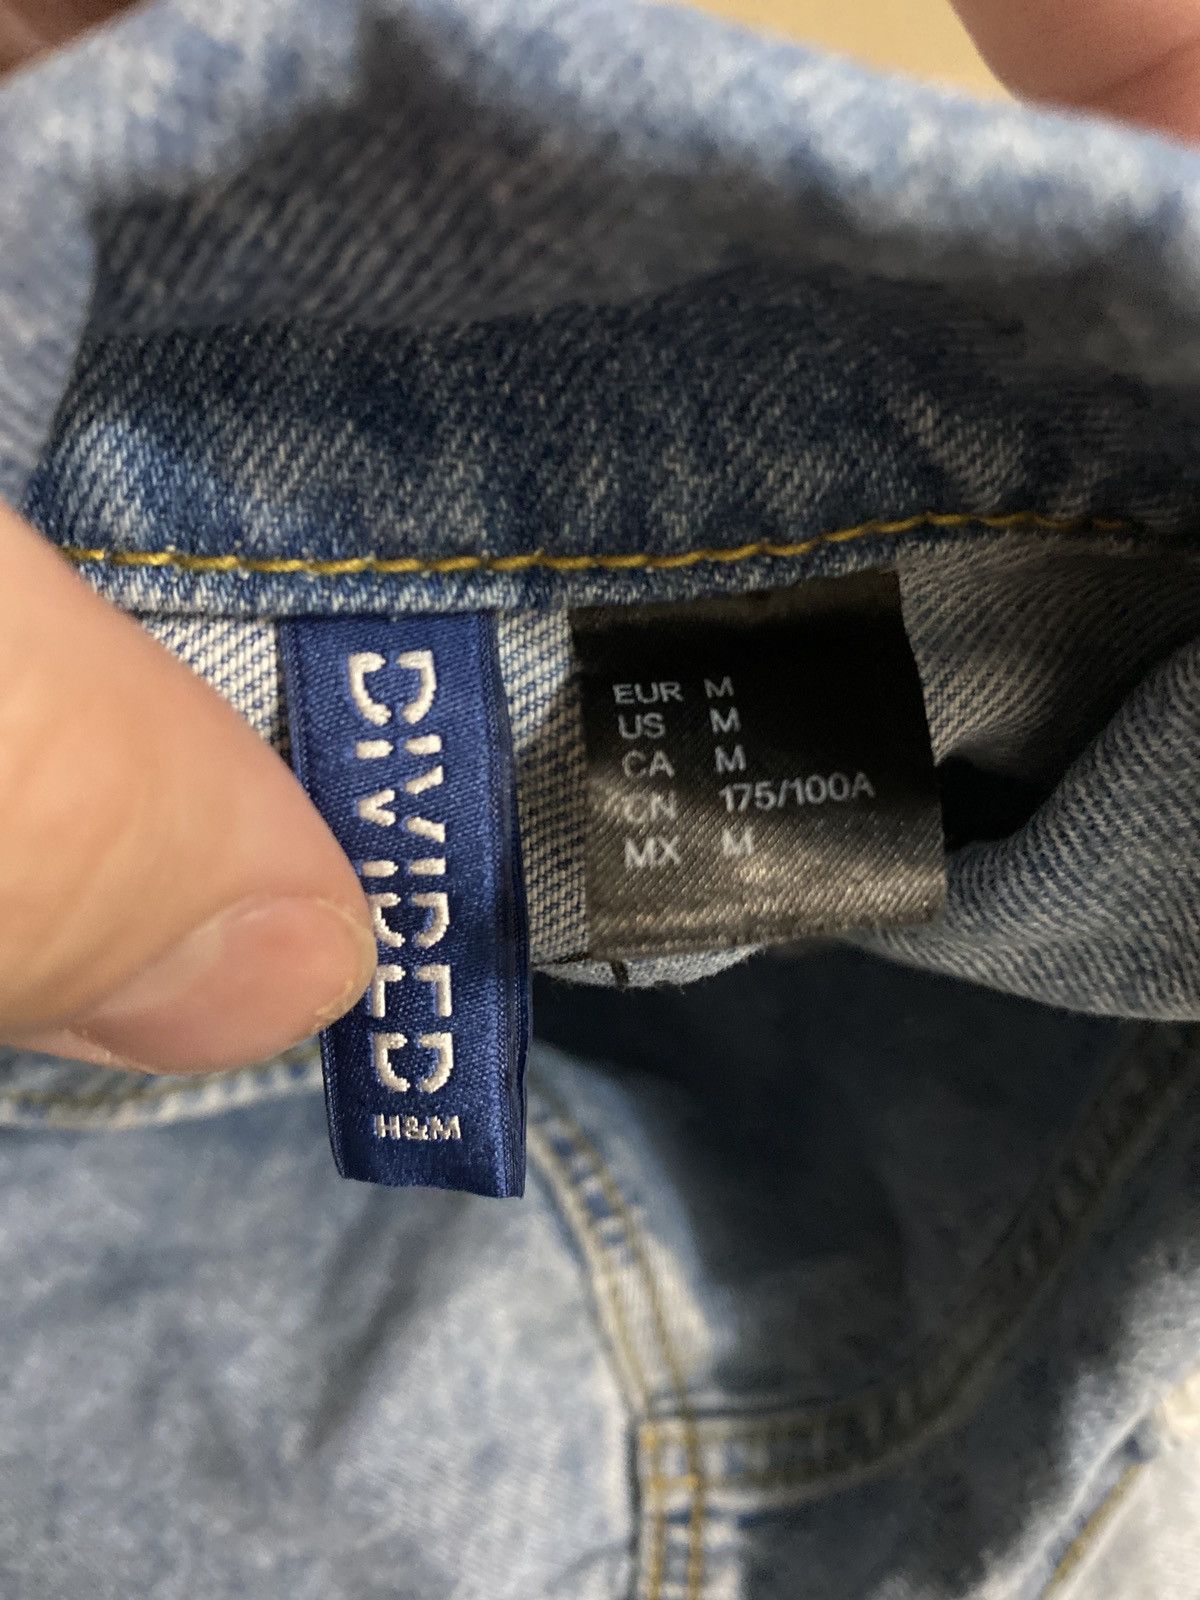 DIVIDED
H&M
EUR M
US M
CA M
CN 175/100A
MX M